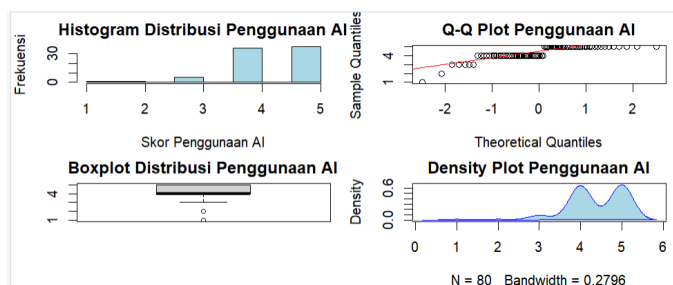 Histogram Distribusi Penggunaan AI
Frekuensi
0 30
1 2 3 4 5
Skor Penggunaan AI
Q-Q Plot Penggunaan AI
Sample Quantiles
1 4
-2 -1 0 1 2
Theoretical Quantiles
Boxplot Distribusi Penggunaan AI
1 4
Density Plot Penggunaan AI
Density
0.0 0.6
0 1 2 3 4 5 6
N = 80 Bandwidth = 0.2796